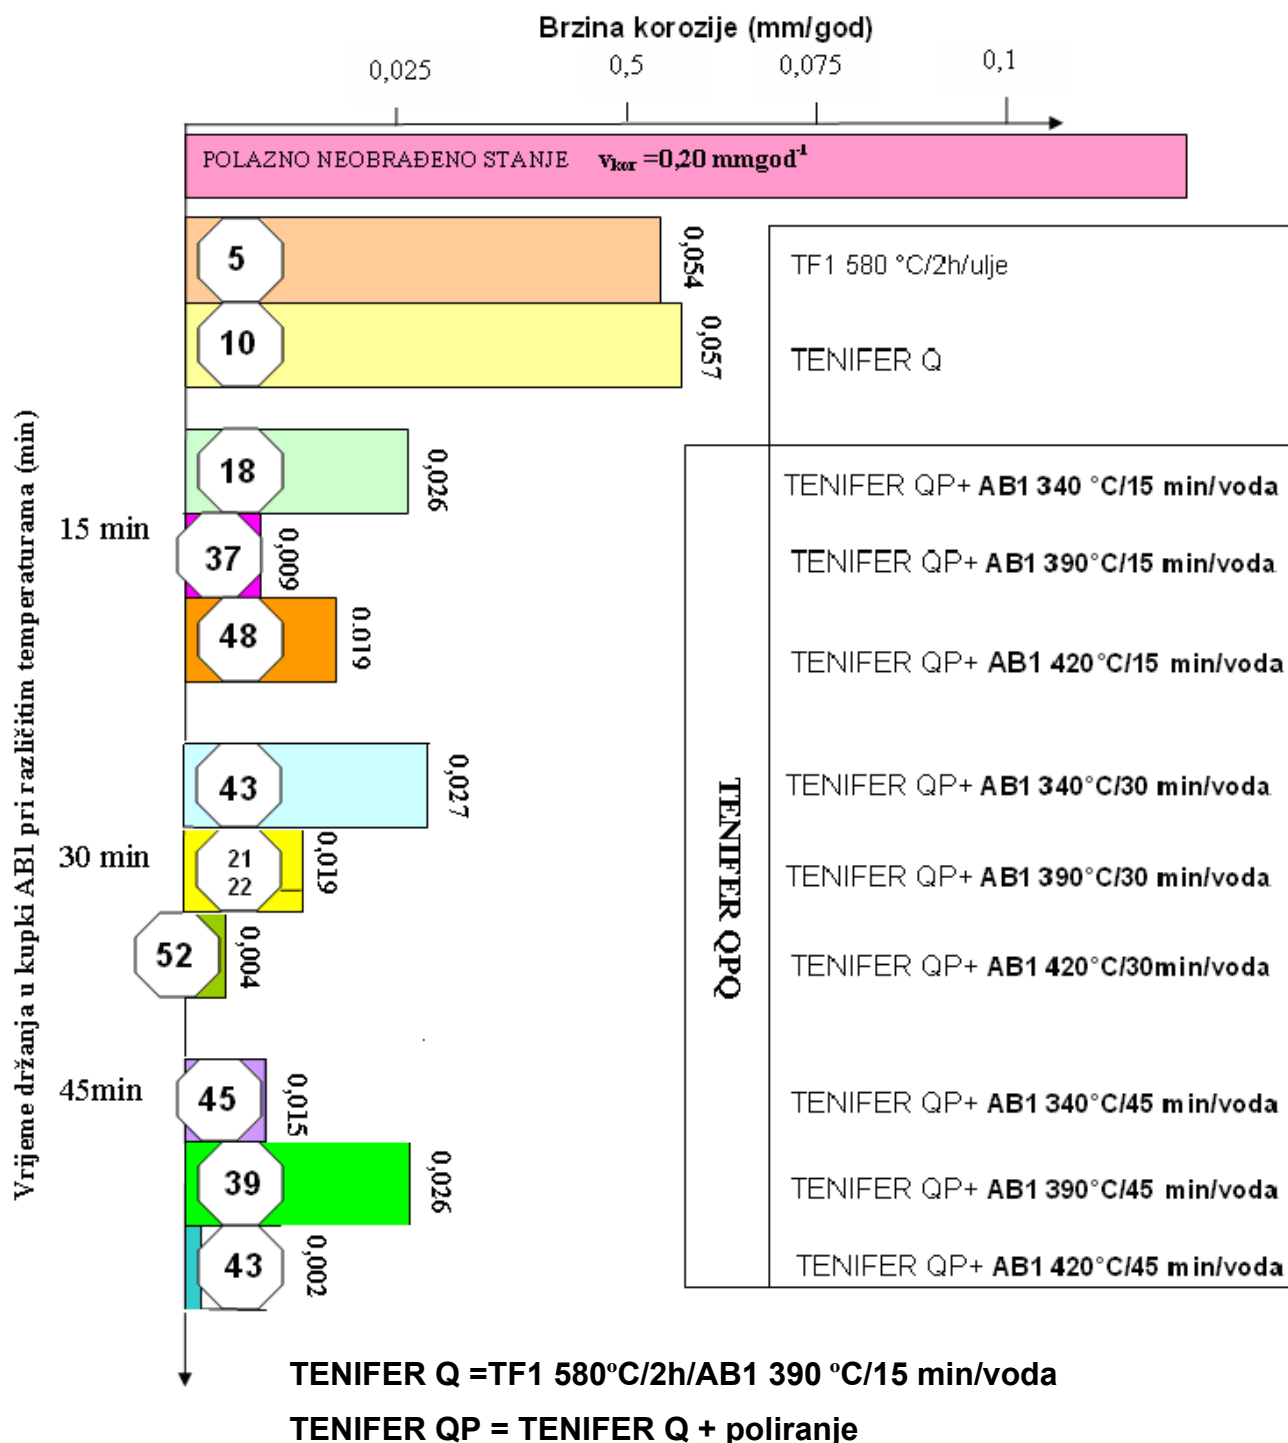 Brzina korozije (mm/god)
0,025 0,5 0,075 0,1
POLAZNO NEOBRAĐENO STANJE vkor =0,20 mmgod-1
5 0,054 TF1 580 °C/2h/ulje
10 0,057 TENIFER Q
Vrijeme držanja u kupki AB1 pri različitim temperaturama (min)
15 min
18 0,026 TENIFER QP+ AB1 340 °C/15 min/voda
37 0,009 TENIFER QP+ AB1 390°C/15 min/voda
48 0.019 TENIFER QP+ AB1 420°C/15 min/voda
TENIFER QPQ
30 min
43 0,027 TENIFER QP+ AB1 340°C/30 min/voda
21
22
0,019 TENIFER QP+ AB1 390°C/30 min/voda
52 0,004 TENIFER QP+ AB1 420°C/30min/voda
45min
45 0,015 TENIFER QP+ AB1 340°C/45 min/voda
39 0,026 TENIFER QP+ AB1 390°C/45 min/voda
43 0,002 TENIFER QP+ AB1 420°C/45 min/voda
TENIFER Q =TF1 580ºC/2h/AB1 390 ºC/15 min/voda
TENIFER QP = TENIFER Q + poliranje